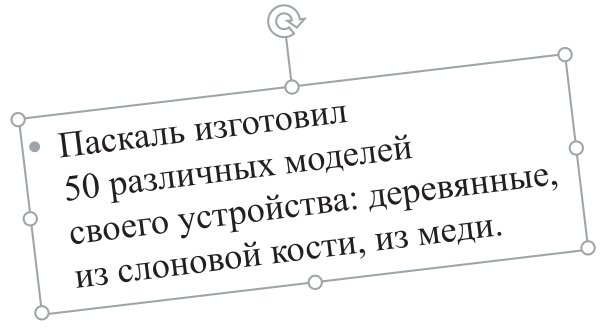 • Паскаль изготовил
50 различных моделей
своего устройства: деревянные,
из слоновой кости, из меди.